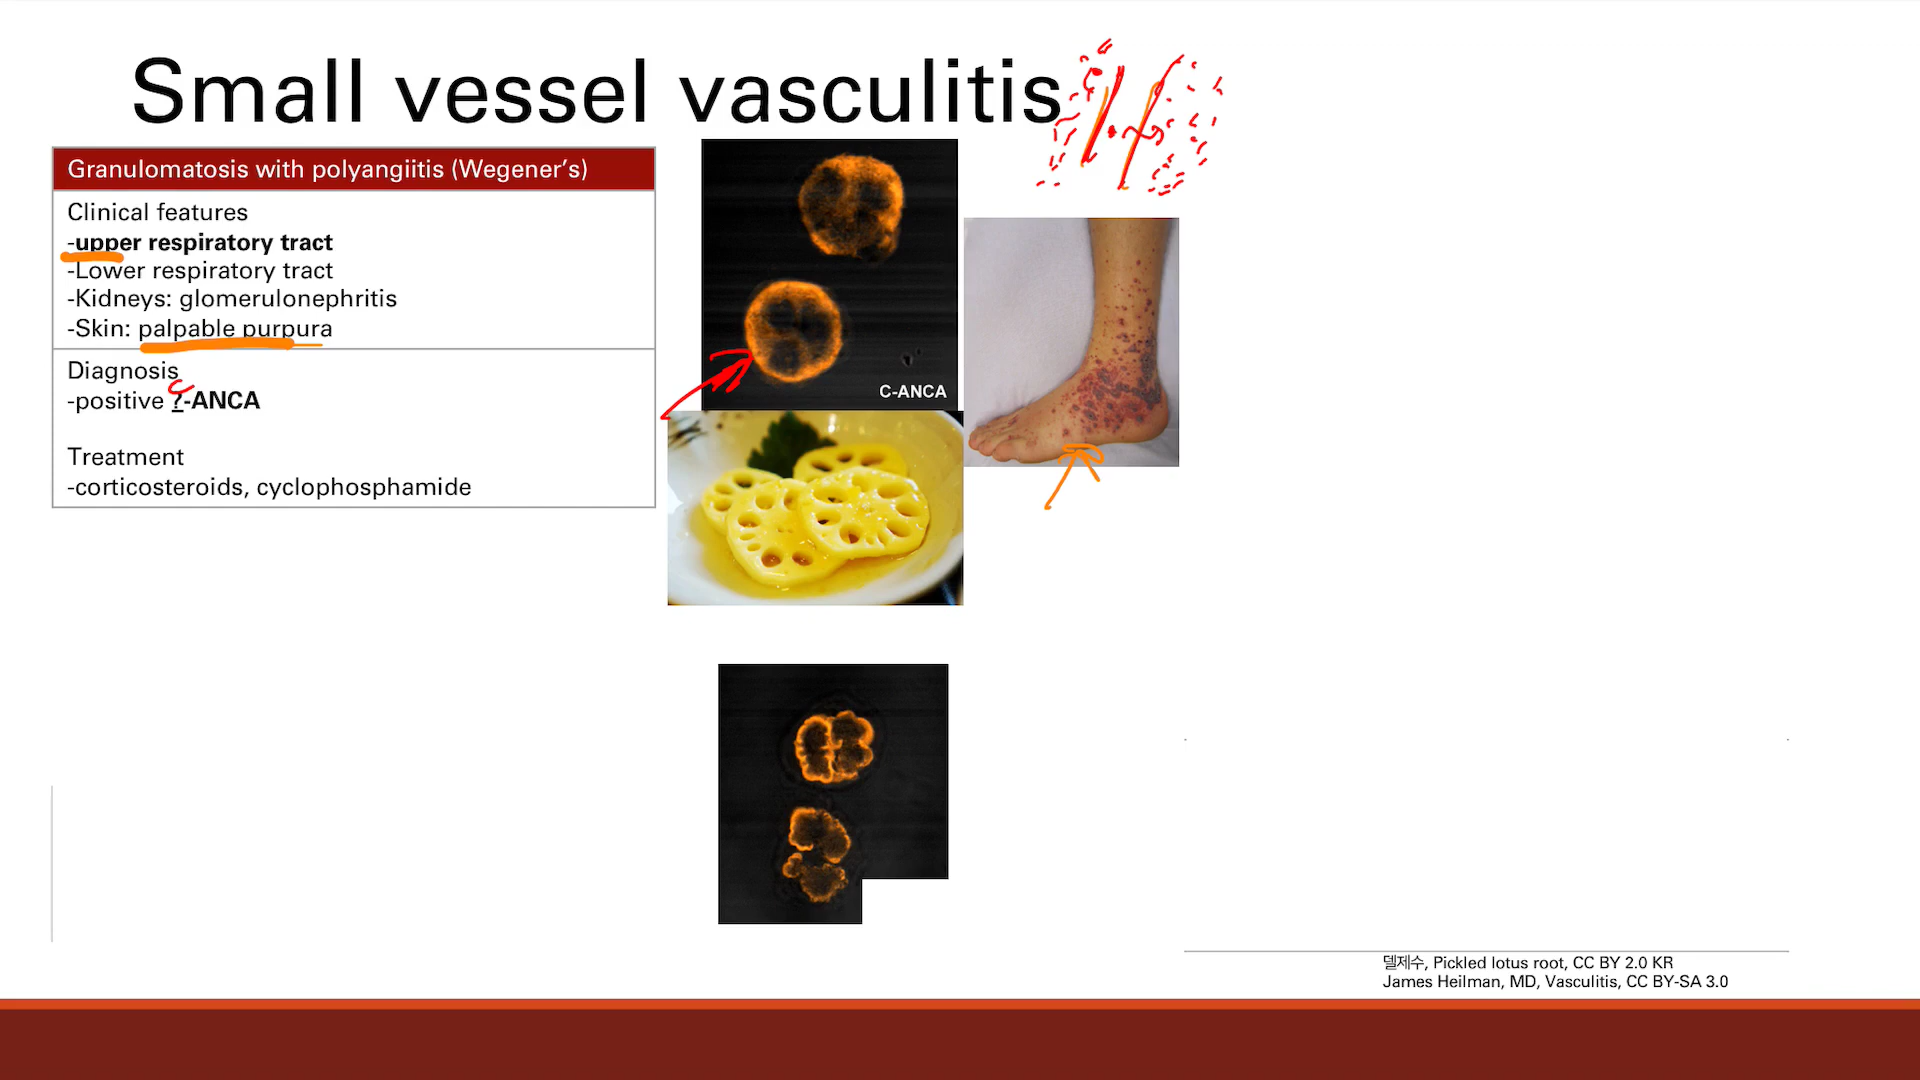 Small vessel vasculitis
Granulomatosis with polyangiitis (Wegener's)
Clinical features
-upper respiratory tract
-Lower respiratory tract
-Kidneys: glomerulonephritis
-Skin: palpable purpura
Diagnosis
c
-positive ?-ANCA
Treatment
-corticosteroids, cyclophosphamide
C-ANCA
델제수, Pickled lotus root, CC BY 2.0 KR
James Heilman, MD, Vasculitis, CC BY-SA 3.0